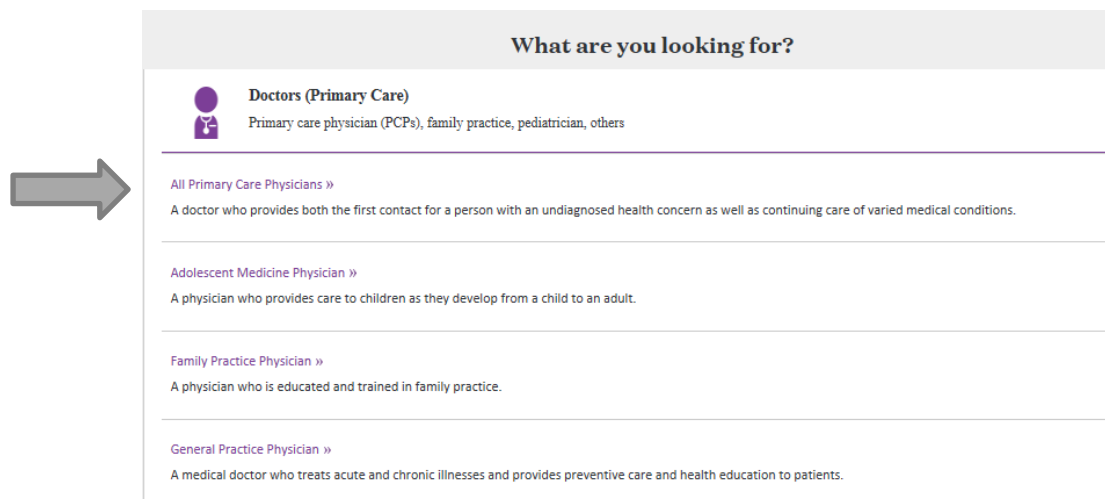 What are you looking for?
Doctors (Primary Care)
Primary care physician (PCPs), family practice, pediatrician, others
All Primary Care Physicians »
A doctor who provides both the first contact for a person with an undiagnosed health concern as well as continuing care of varied medical conditions.
Adolescent Medicine Physician »
A physician who provides care to children as they develop from a child to an adult.
Family Practice Physician »
A physician who is educated and trained in family practice.
General Practice Physician »
A medical doctor who treats acute and chronic illnesses and provides preventive care and health education to patients.